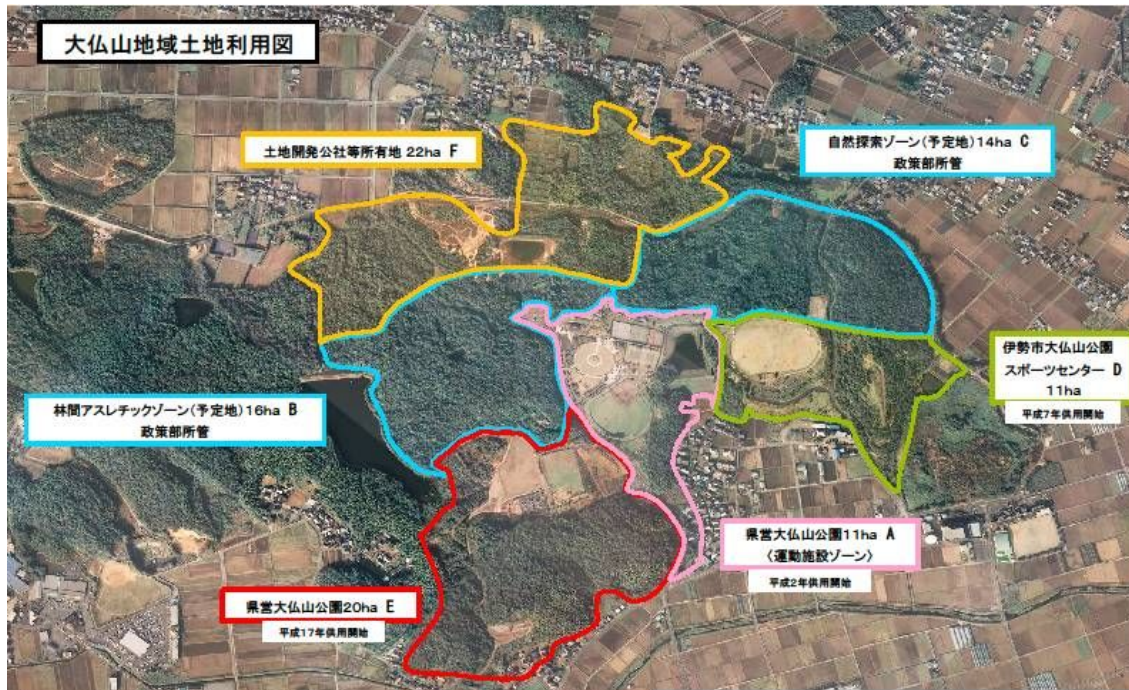 大仏山地域土地利用図
土地開発公社等所有地 22ha F
自然探索ゾーン(予定地)14ha C
政策部所管
伊勢市大仏山公園
スポーツセンター D
11ha
平成7年供用開始
林間アスレチックゾーン(予定地)16ha B
政策部所管
県営大仏山公園11ha A
〈運動施設ゾーン〉
平成2年供用開始
県営大仏山公園20ha E
平成17年供用開始